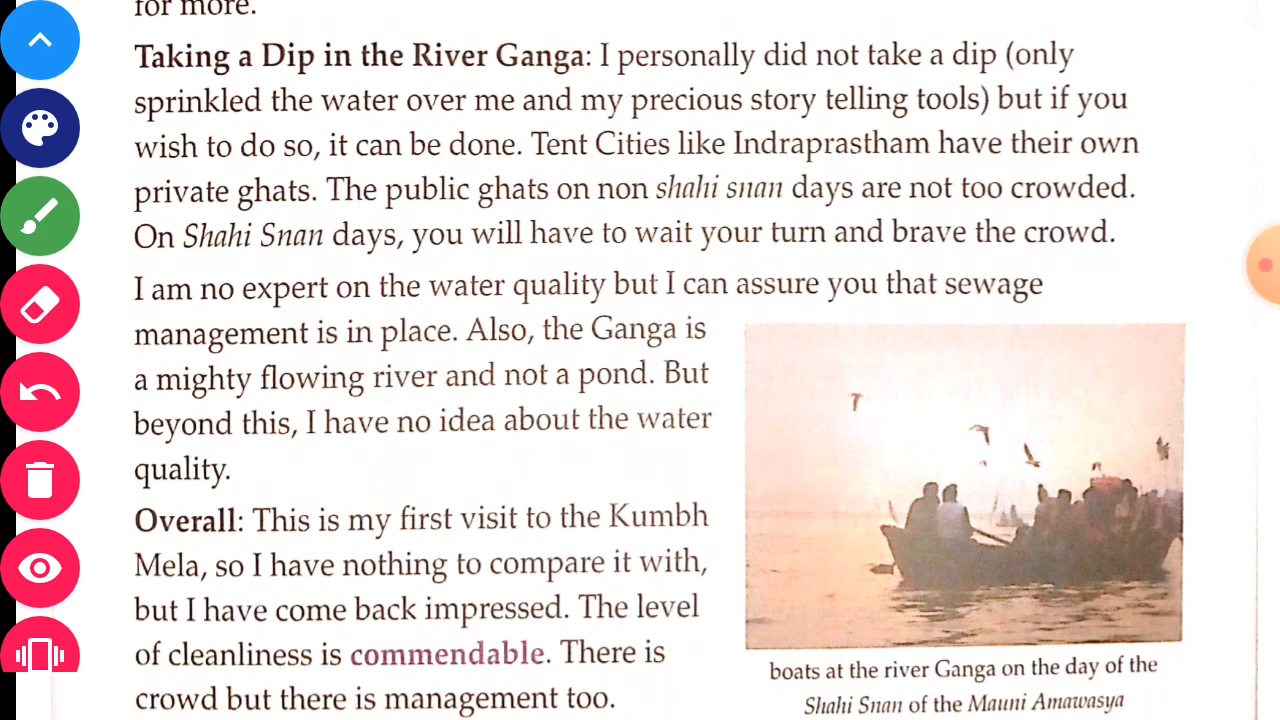 for more.
Taking a Dip in the River Ganga: I personally did not take a dip (only
sprinkled the water over me and my precious story telling tools) but if you
wish to do so, it can be done. Tent Cities like Indraprastham have their own
private ghats. The public ghats on non shahi snan days are not too crowded.
On Shahi Snan days, you will have to wait your turn and brave the crowd.
I am no expert on the water quality but I can assure you that sewage
management is in place. Also, the Ganga is
a mighty flowing river and not a pond. But
beyond this, I have no idea about the water
quality.
Overall: This is my first visit to the Kumbh
Mela, so I have nothing to compare it with,
but I have come back impressed. The level
of cleanliness is commendable. There is
crowd but there is management too.
boats at the river Ganga on the day of the
Shahi Snan of the Mauni Amawasya